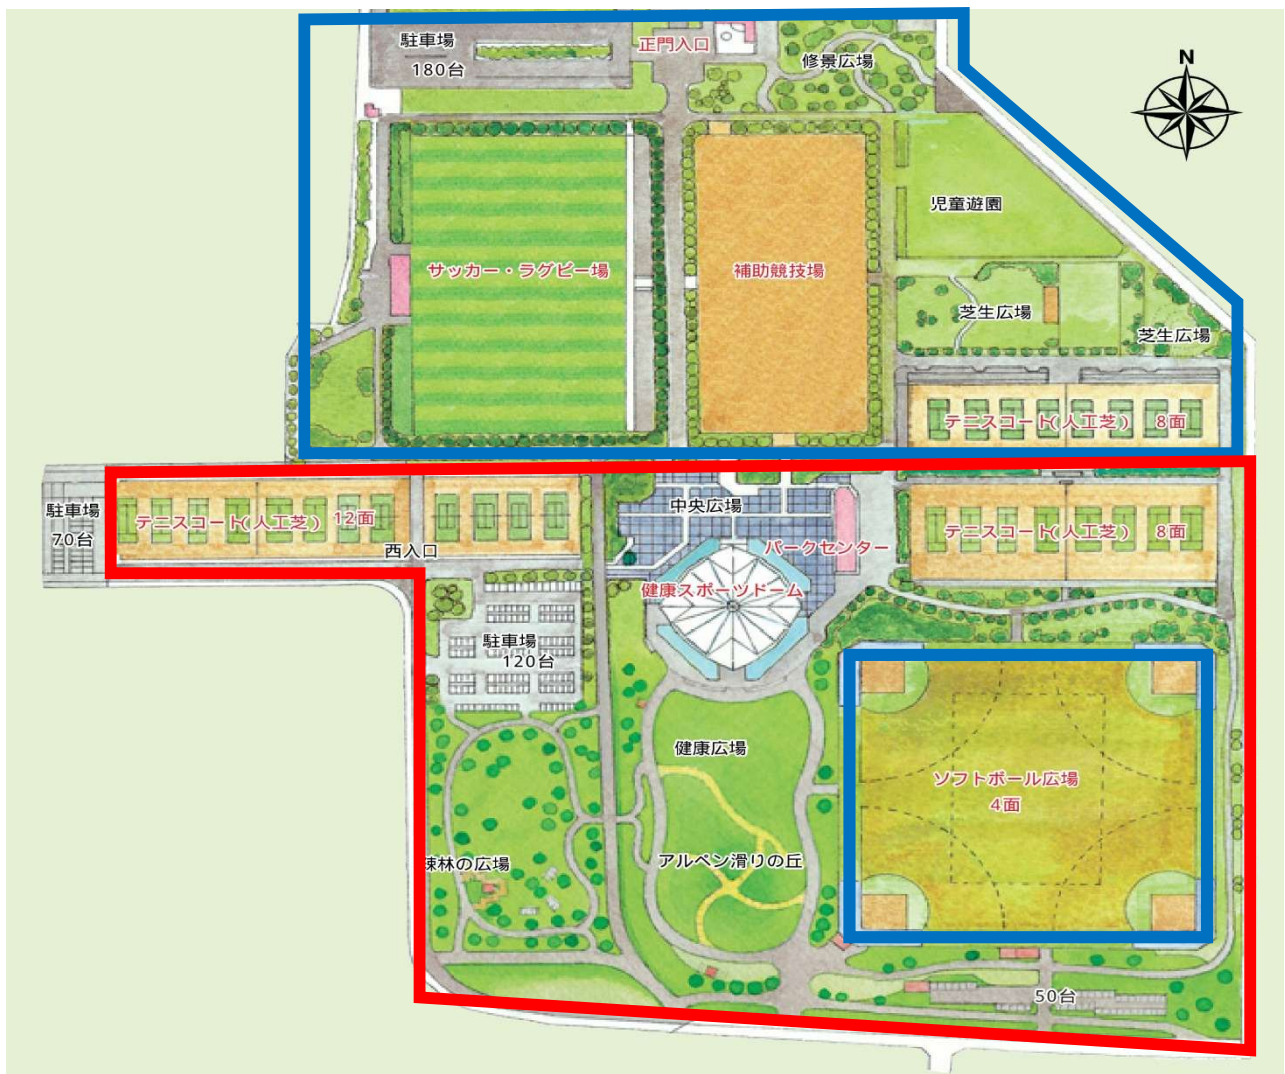 駐車場
180台
正門入口
修景広場
N
児童遊園
サッカー・ラグビー場
補助競技場
芝生広場
芝生広場
テニスコート(人工芝) 8面
駐車場
70台
テニスコート(人工芝) 12面
西入口
中央広場
パークセンター
テニスコート(人工芝) 8面
健康スポーツドーム
駐車場
120台
健康広場
ソフトボール広場
4面
疎林の広場
アルペン滑りの丘
50台